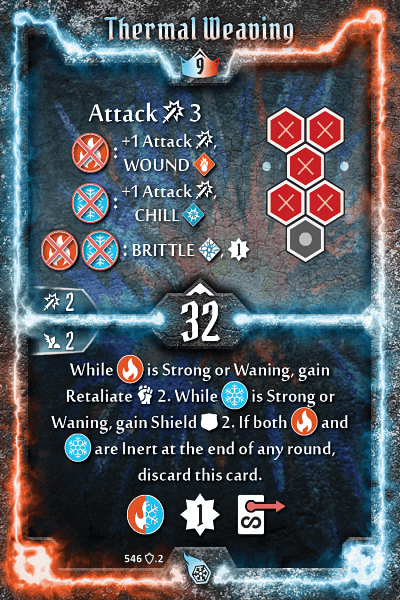 Thermal Weaving
9
Attack 3
: +1 Attack,
WOUND
: +1 Attack,
CHILL
: BRITTLE 1
2
32
2
While is Strong or Waning, gain
Retaliate 2. While is Strong or
Waning, gain Shield 2. If both and
are Inert at the end of any round,
discard this card.
1 S
546 .2